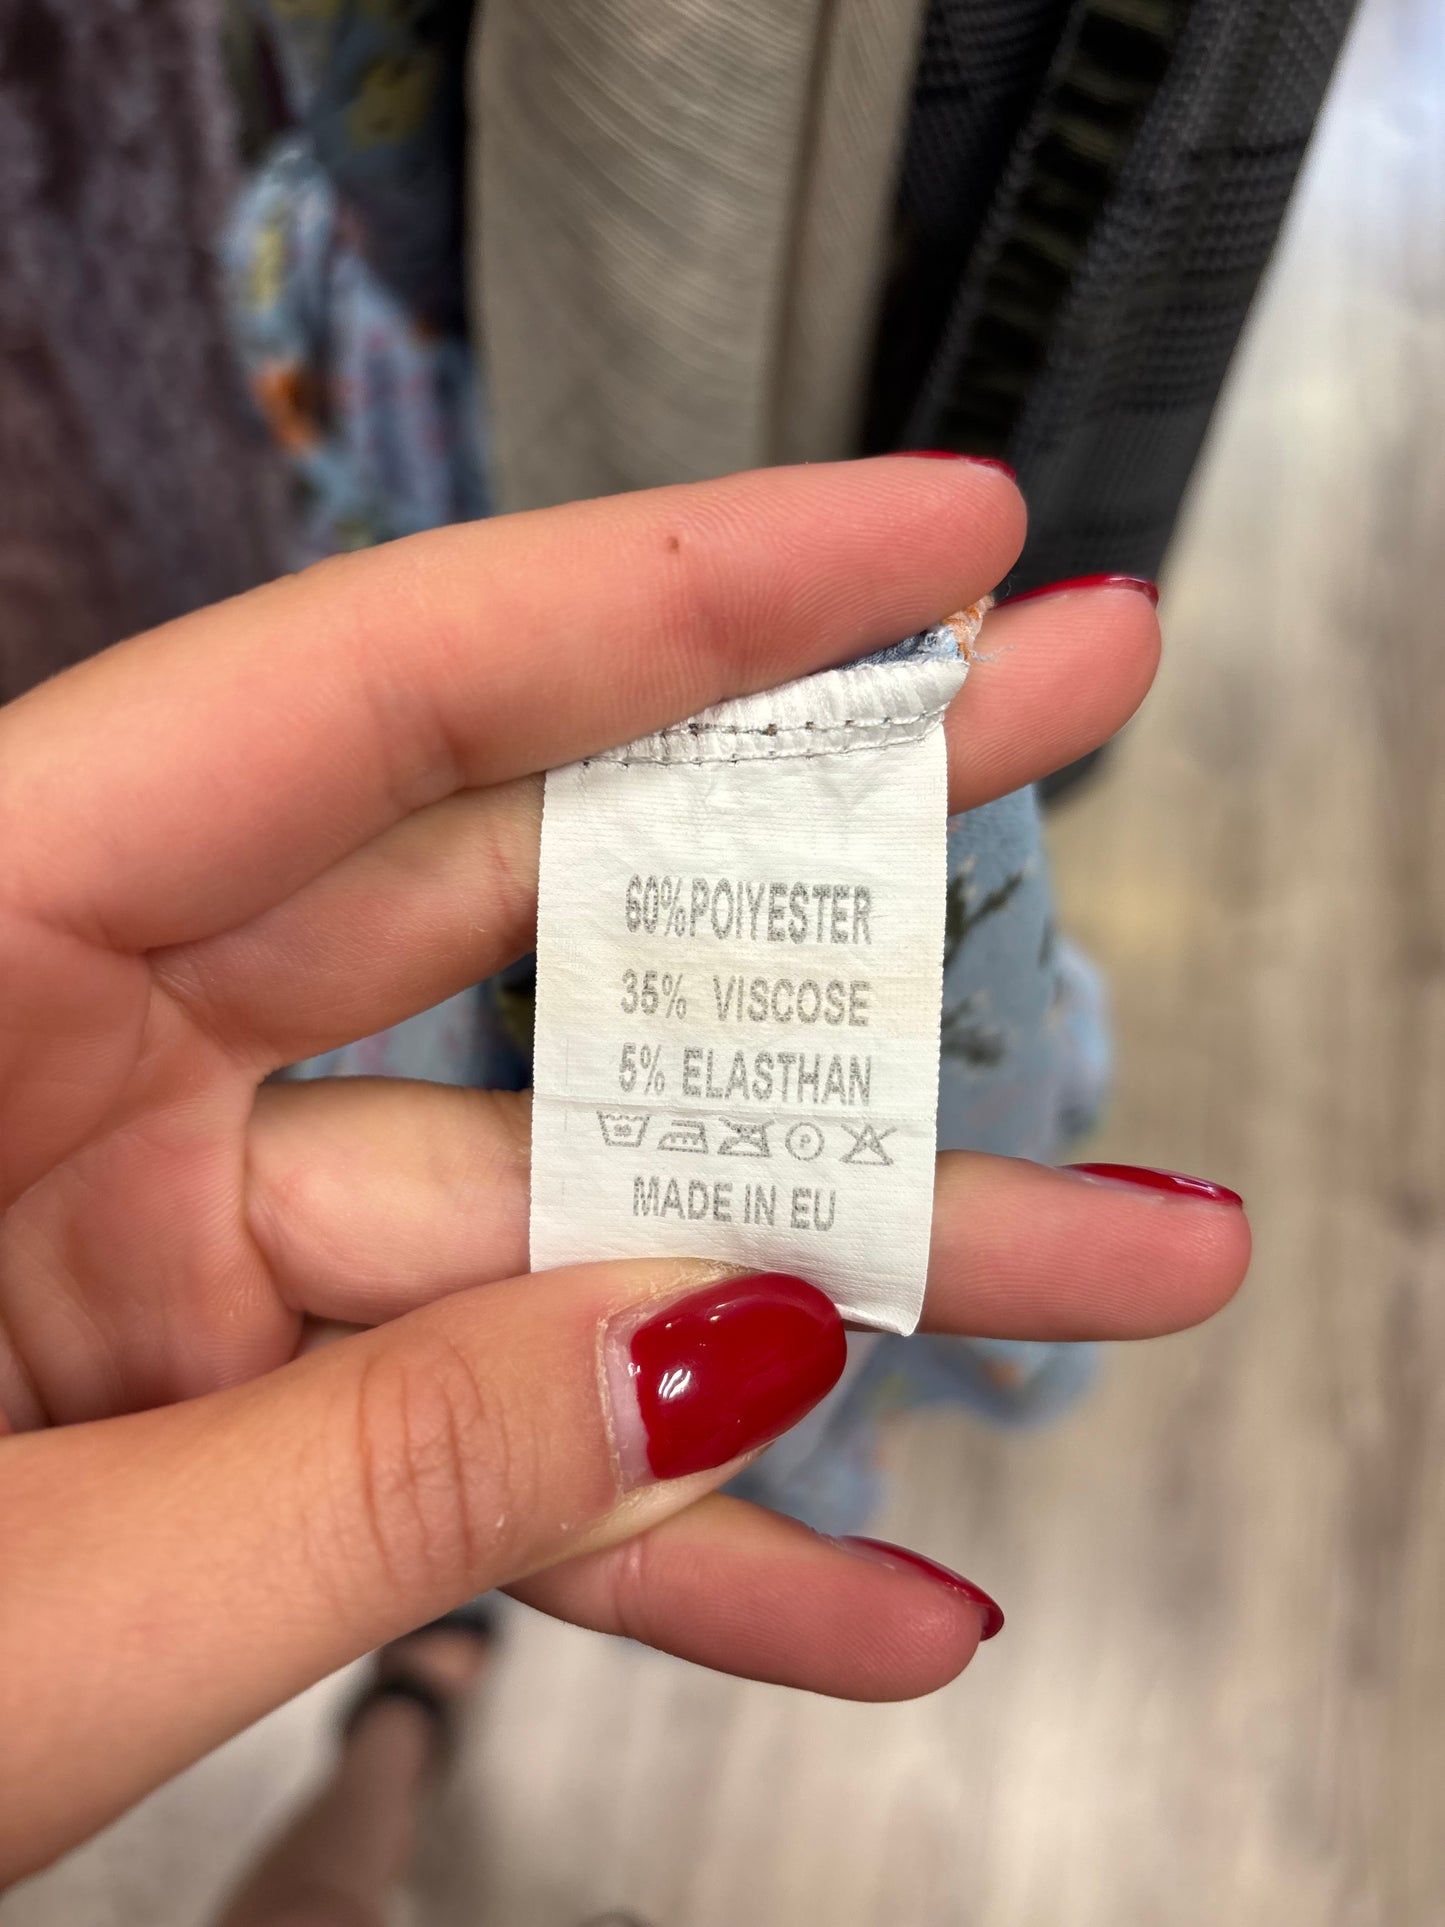 60%POIYESTER
35% VISCOSE
5% ELASTHAN
P
MADE IN EU